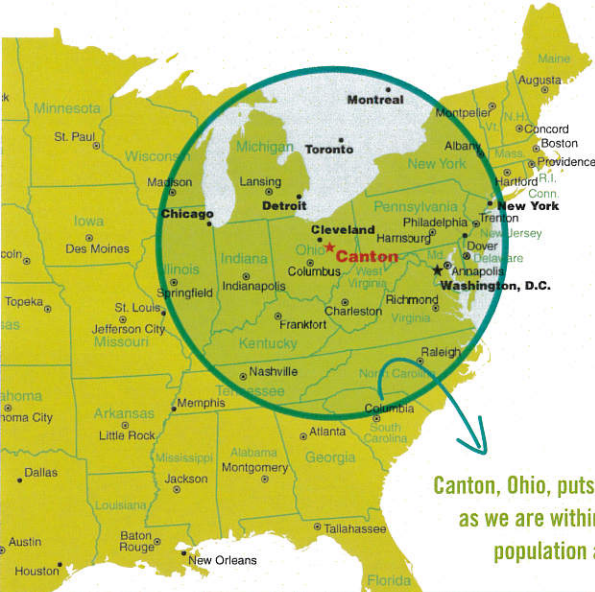 Maine
Augusta
Montreal
Minnesota
Montpelier
Vt.
N.H.
St. Paul
Concord
Michigan
Toronto
Albany
Boston
Wisconsin
Mass.
Providence
New York
Madison
Lansing
Hartford
R.I.
Conn.
Detroit
Pennsylvania
New York
Chicago
Iowa
Cleveland
Philadelphia
Trenton
Ohio
Canton
Harrisburg
New Jersey
Des Moines
Dover
coln
Illinois
Indiana
Columbus
Md.
Delaware
West
Virginia
Annapolis
Springfield
Indianapolis
Washington, D.C.
Topeka
St. Louis
Charleston
Richmond
Jefferson City
Frankfort
Virginia
sas
Missouri
Kentucky
Raleigh
Nashville
North Carolina
ahoma
Tennessee
homa City
Arkansas
Memphis
Columbia
Little Rock
Atlanta
South
Carolina
Mississippi
Alabama
Georgia
Dallas
Jackson
Montgomery
Canton, Ohio, puts
Louisiana
as we are within
Austin
Baton
Rouge
Tallahassee
population a
New Orleans
Houston
Florida